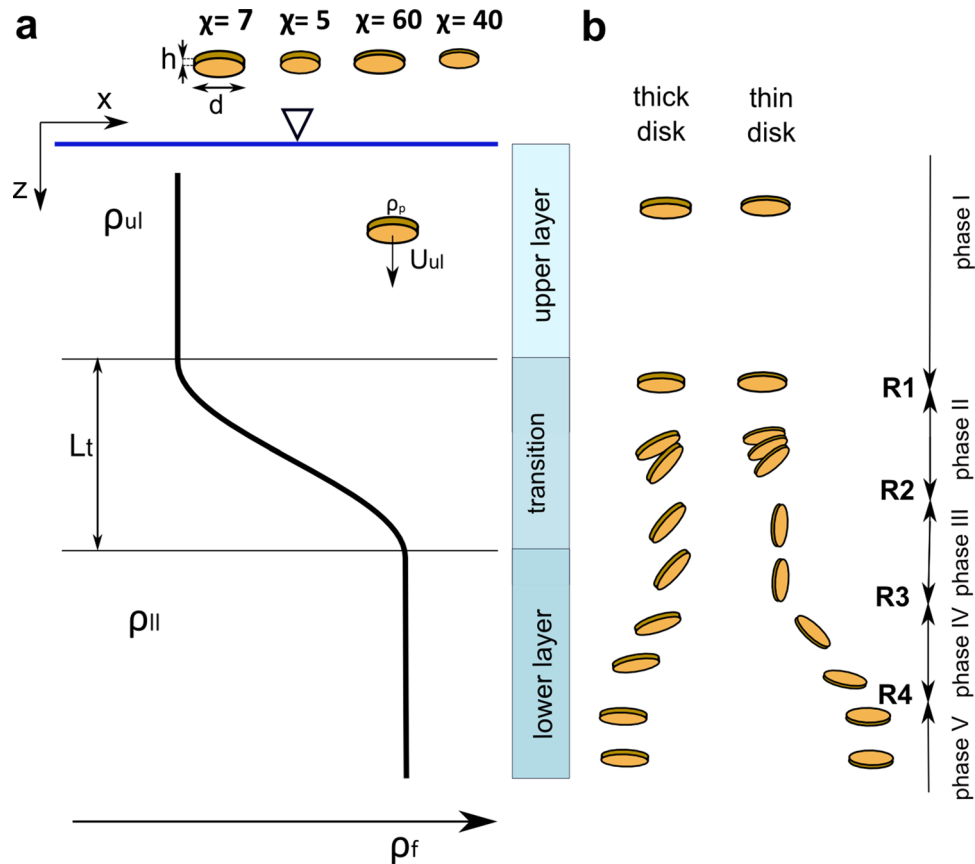 a
χ= 7 χ= 5 χ= 60 χ= 40
h
d
x
z
ρul
ρp
Uul
Lt
ρll
ρf
upper layer
transition
lower layer
b
thick disk
thin disk
R1
R2
R3
R4
phase I
phase II
phase III
phase IV
phase V